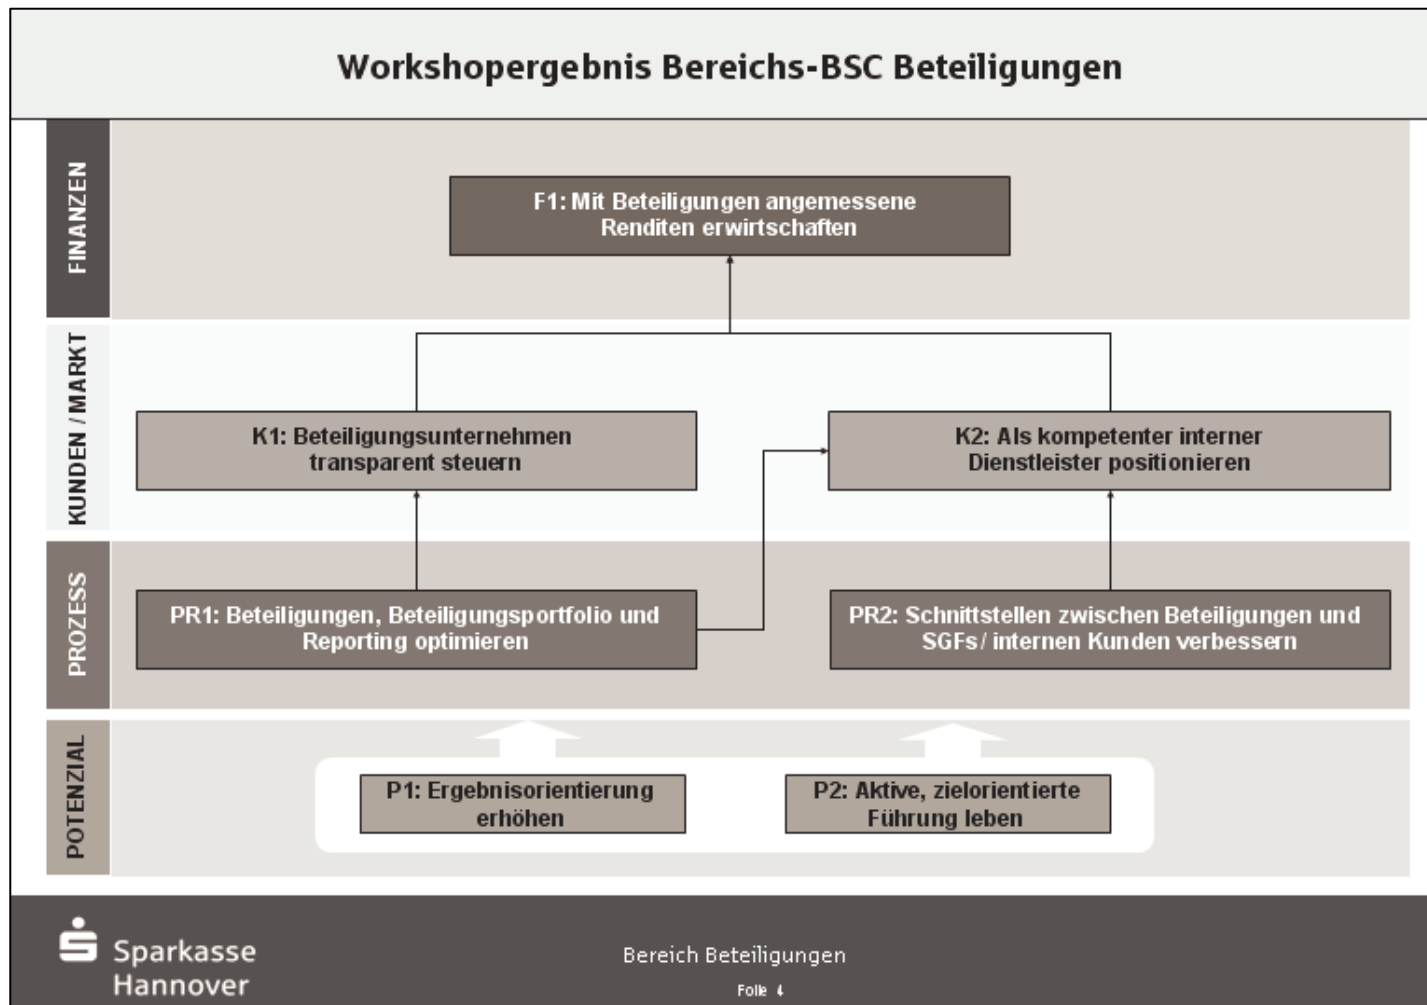 Workshopergebnis Bereichs-BSC Beteiligungen
FINANZEN
F1: Mit Beteiligungen angemessene
Renditen erwirtschaften
KUNDEN / MARKT
K1: Beteiligungsunternehmen
transparent steuern
K2: Als kompetenter interner
Dienstleister positionieren
PROZESS
PR1: Beteiligungen, Beteiligungsportfolio und
Reporting optimieren
PR2: Schnittstellen zwischen Beteiligungen und
SGFs / internen Kunden verbessern
POTENZIAL
P1: Ergebnisorientierung
erhöhen
P2: Aktive, zielorientierte
Führung leben
Sparkasse
Hannover
Bereich Beteiligungen
Folie 4